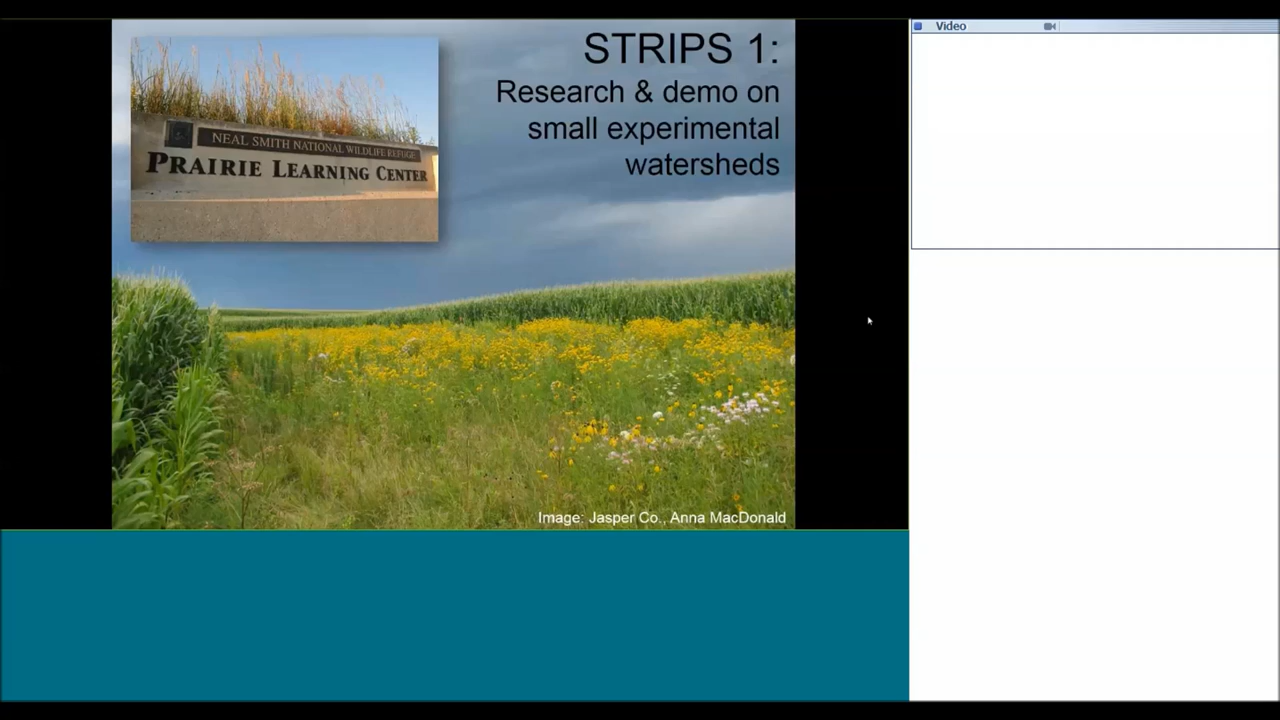 Video
STRIPS 1:
Research & demo on
small experimental
watersheds
NEAL SMITH NATIONAL WILDLIFE REFUGE
PRAIRIE LEARNING CENTER
Image: Jasper Co., Anna MacDonald